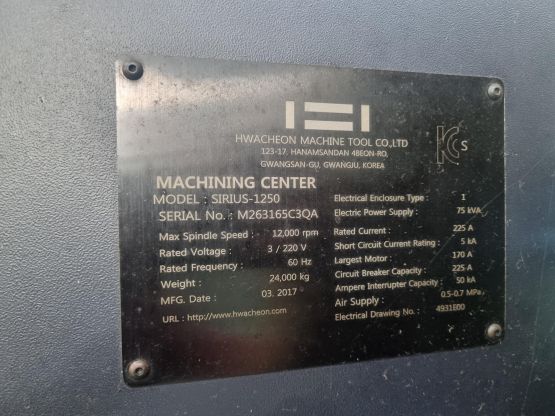 HWACHEON MACHINE TOOL CO,LTD
123-17, HANAMSANDAN 4BEON-RO,
GWANGSAN-GU, GWANGJU, KOREA
KC S
MACHINING CENTER
MODEL : SIRIUS-1250
SERIAL No. : M263165C3QA
Max Spindle Speed : 12,000 rpm
Rated Voltage : 3 / 220 V
Rated Frequency : 60 Hz
Weight : 24,000 kg
MFG. Date : 03. 2017
URL : http://www.hwacheon.com
Electrical Enclosure Type : 1
Electric Power Supply : 75 kVA
Rated Current : 225 A
Short Circuit Current Rating : 5 kA
Largest Motor : 170 A
Circuit Breaker Capacity : 225 A
Ampere Interrupter Capacity : 50 kA
Air Supply : 0.5-0.7 MPa
Electrical Drawing No. : 4931E00